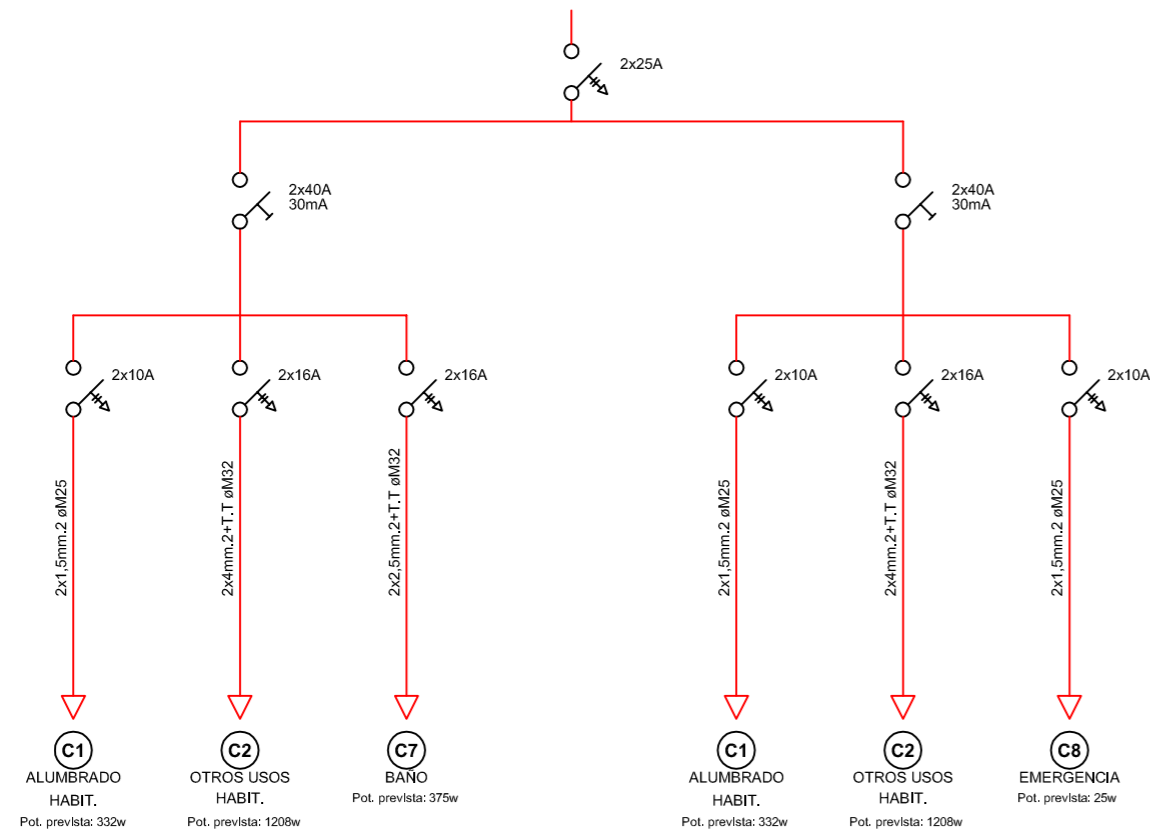 2x25A
2x40A
30mA
2x40A
30mA
2x10A
2x16A
2x16A
2x10A
2x16A
2x10A
2x1,5mm.2 øM25
2x4mm.2+T.T øM32
2x2,5mm.2+T.T øM32
2x1,5mm.2 øM25
2x4mm.2+T.T øM32
2x1,5mm.2 øM25
C1
ALUMBRADO
HABIT.
Pot. prevista: 332w
C2
OTROS USOS
HABIT.
Pot. prevista: 1208w
C7
BAÑO
Pot. prevista: 375w
C1
ALUMBRADO
HABIT.
Pot. prevista: 332w
C2
OTROS USOS
HABIT.
Pot. prevista: 1208w
C8
EMERGENCIA
Pot. prevista: 25w